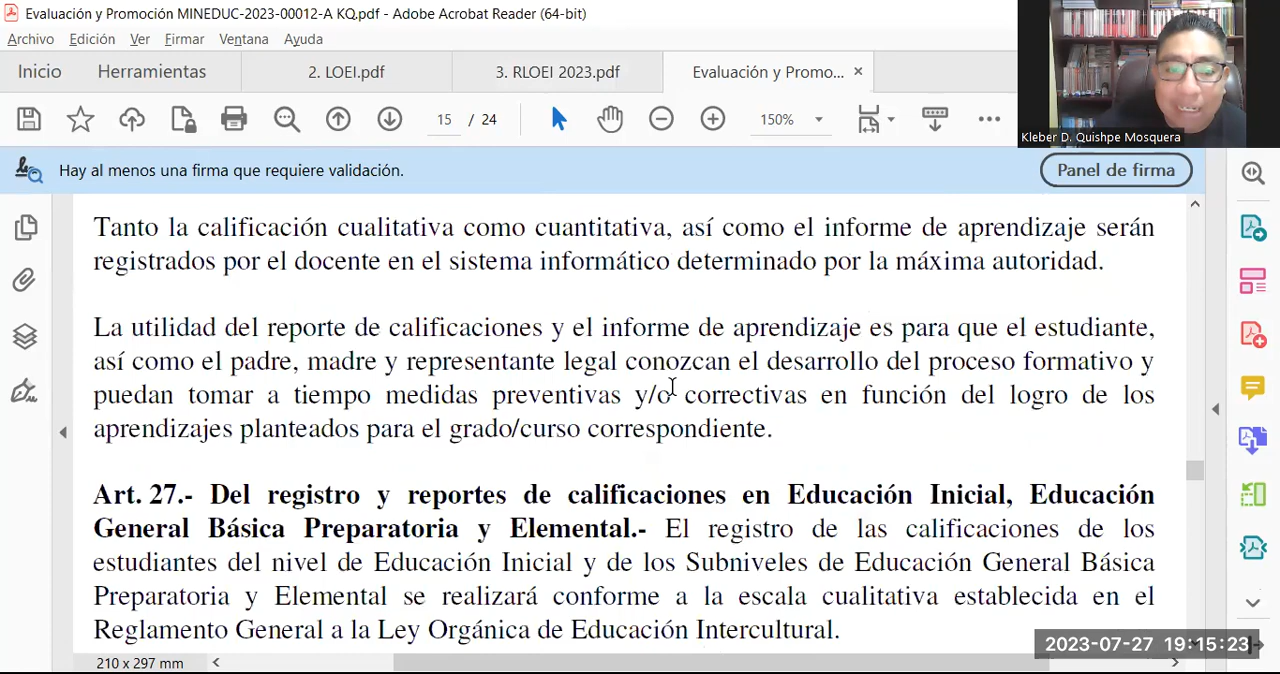 Evaluación y Promoción MINEDUC-2023-00012-A KQ.pdf - Adobe Acrobat Reader (64-bit)
Archivo Edición Ver Firmar Ventana Ayuda
Inicio Herramientas 2. LOEI.pdf 3. RLOEI 2023.pdf Evaluación y Promo... ×
15 / 24 150%
Kleber D. Quishpe Mosquera
Hay al menos una firma que requiere validación. Panel de firma
Tanto la calificación cualitativa como cuantitativa, así como el informe de aprendizaje serán
registrados por el docente en el sistema informático determinado por la máxima autoridad.
La utilidad del reporte de calificaciones y el informe de aprendizaje es para que el estudiante,
así como el padre, madre y representante legal conozcan el desarrollo del proceso formativo y
puedan tomar a tiempo medidas preventivas y/o correctivas en función del logro de los
aprendizajes planteados para el grado/curso correspondiente.
Art. 27.- Del registro y reportes de calificaciones en Educación Inicial, Educación
General Básica Preparatoria y Elemental.- El registro de las calificaciones de los
estudiantes del nivel de Educación Inicial y de los Subniveles de Educación General Básica
Preparatoria y Elemental se realizará conforme a la escala cualitativa establecida en el
Reglamento General a la Ley Orgánica de Educación Intercultural.
2023-07-27 19:15:23
210 x 297 mm